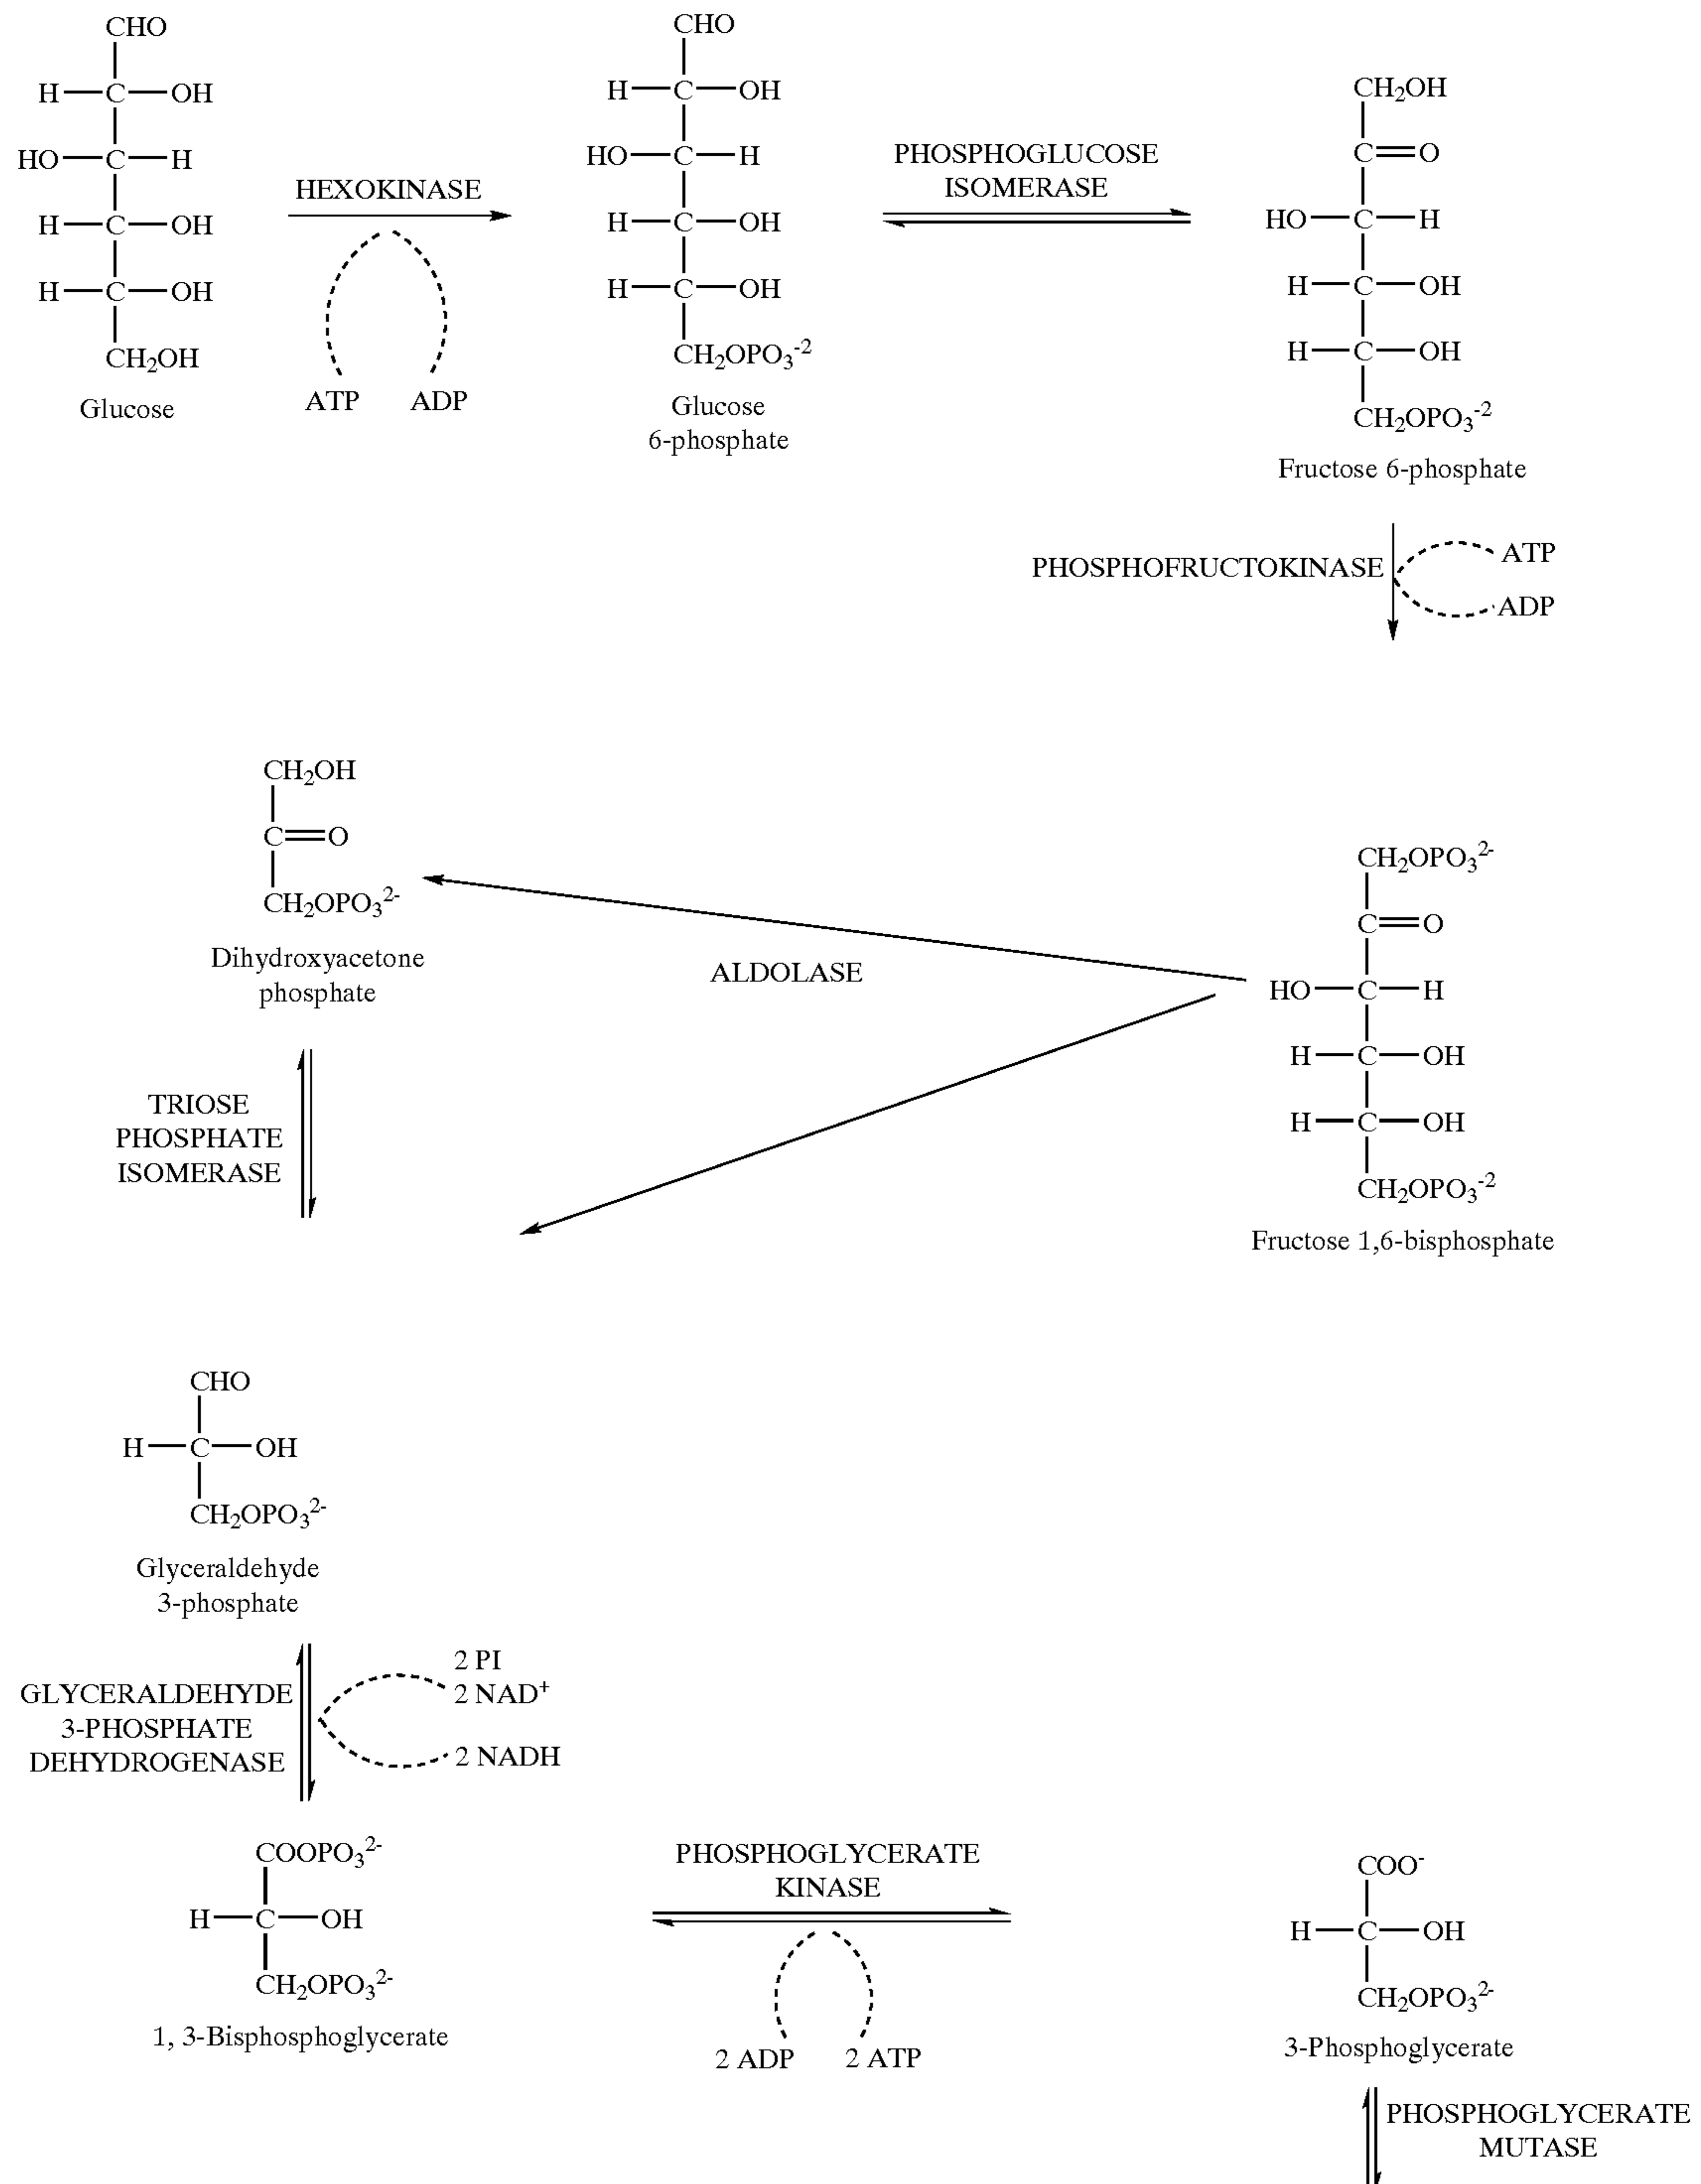 CHO
H C OH
HO C H
H C OH
H C OH
CH₂OH
Glucose
HEXOKINASE
ATP ADP
CHO
H C OH
HO C H
H C OH
H C OH
CH₂OPO₃⁻²
Glucose
6-phosphate
PHOSPHOGLUCOSE
ISOMERASE
CH₂OH
C=O
HO C H
H C OH
H C OH
CH₂OPO₃⁻²
Fructose 6-phosphate
PHOSPHOFRUCTOKINASE
ATP
ADP
CH₂OH
C=O
CH₂OPO₃²⁻
Dihydroxyacetone
phosphate
ALDOLASE
CH₂OPO₃²⁻
C=O
HO C H
H C OH
H C OH
CH₂OPO₃⁻²
Fructose 1,6-bisphosphate
TRIOSE
PHOSPHATE
ISOMERASE
CHO
H C OH
CH₂OPO₃²⁻
Glyceraldehyde
3-phosphate
GLYCERALDEHYDE
3-PHOSPHATE
DEHYDROGENASE
2 PI
2 NAD⁺
2 NADH
COOPO₃²⁻
H C OH
CH₂OPO₃²⁻
1, 3-Bisphosphoglycerate
PHOSPHOGLYCERATE
KINASE
2 ADP 2 ATP
COO⁻
H C OH
CH₂OPO₃²⁻
3-Phosphoglycerate
PHOSPHOGLYCERATE
MUTASE